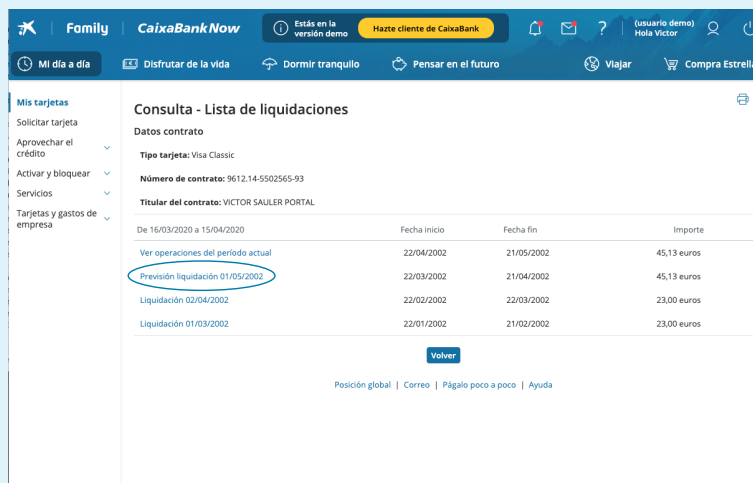 Family
CaixaBankNow
Estás en la
versión demo
Hazte cliente de CaixaBank
?
(usuario demo)
Hola Victor
Mi día a día
Disfrutar de la vida
Dormir tranquilo
Pensar en el futuro
Viajar
Compra Estrella
Mis tarjetas
Solicitar tarjeta
Aprovechar el
crédito
Activar y bloquear
Servicios
Tarjetas y gastos de
empresa
Consulta - Lista de liquidaciones
Datos contrato
Tipo tarjeta: Visa Classic
Número de contrato: 9612.14-5502565-93
Titular del contrato: VICTOR SAULER PORTAL
De 16/03/2020 a 15/04/2020 Fecha inicio Fecha fin Importe
Ver operaciones del período actual 22/04/2002 21/05/2002 45,13 euros
Previsión liquidación 01/05/2002 22/03/2002 21/04/2002 45,13 euros
Liquidación 02/04/2002 22/02/2002 22/03/2002 23,00 euros
Liquidación 01/03/2002 22/01/2002 21/02/2002 23,00 euros
Volver
Posición global | Correo | Págalo poco a poco | Ayuda